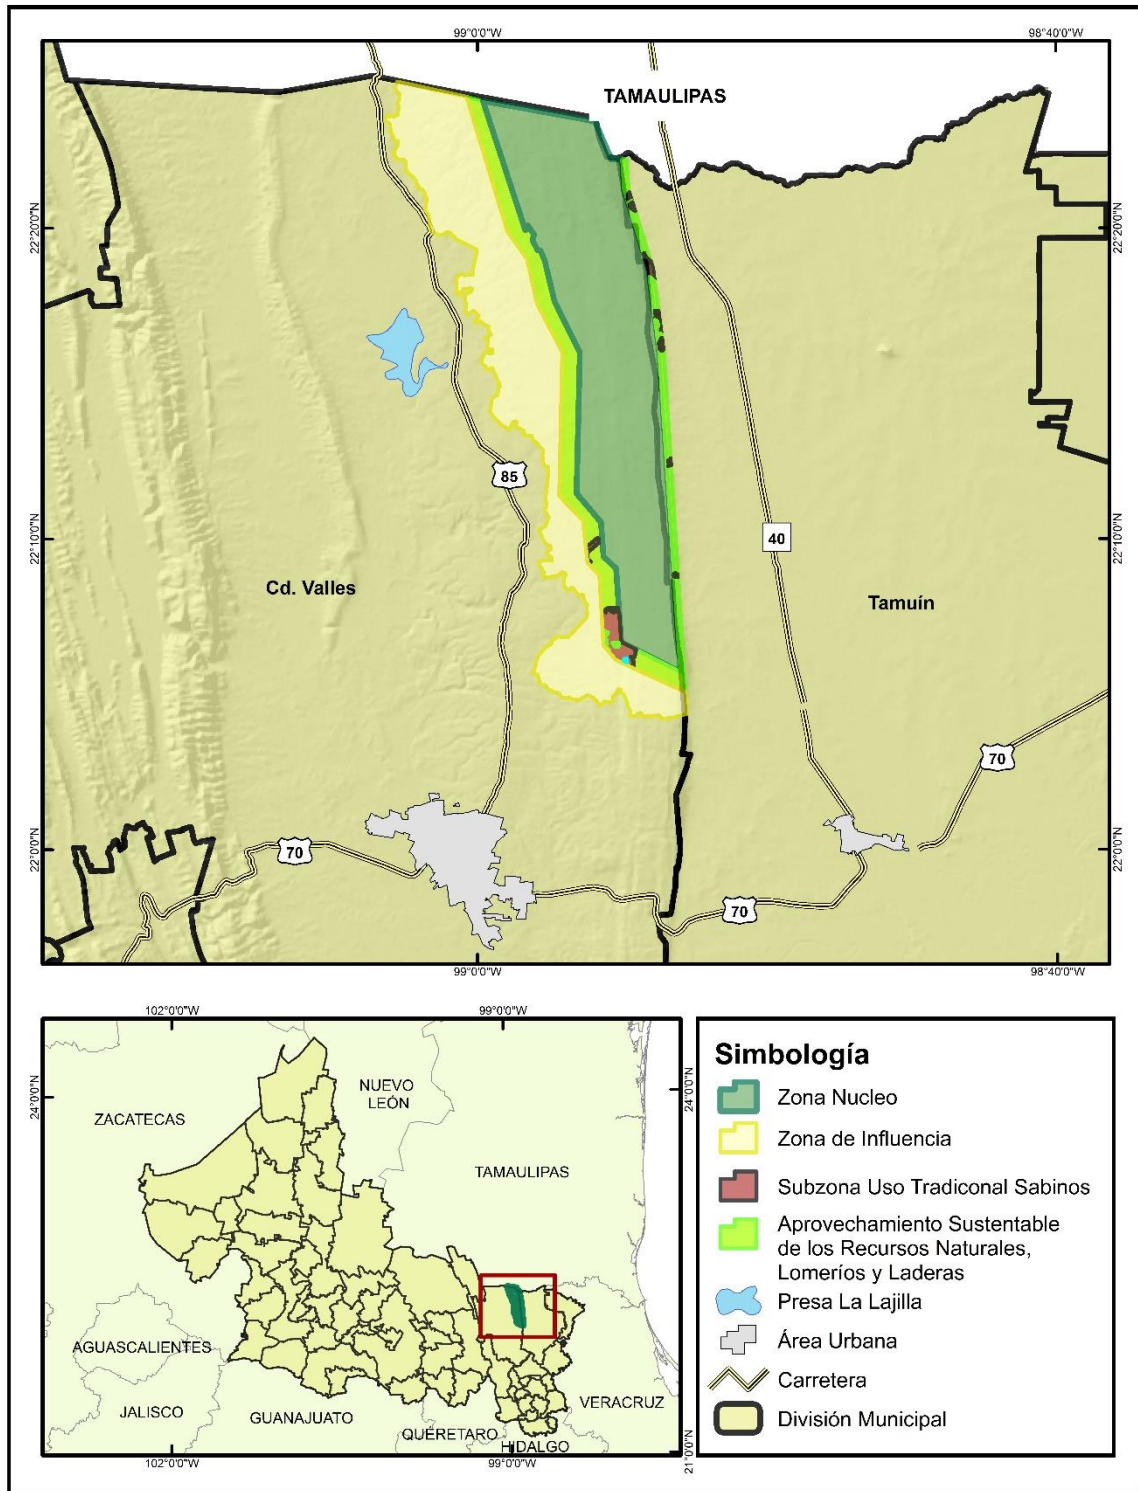 99°0'0"W
98°40'0"W
TAMAULIPAS
22°20'0"N
22°20'0"N
85
22°10'0"N
40
22°10'0"N
Cd. Valles
Tamuín
70
22°0'0"N
70
22°0'0"N
70
99°0'0"W
98°40'0"W
102°0'0"W
99°0'0"W
24°0'0"N
24°0'0"N
NUEVO
LEÓN
ZACATECAS
TAMAULIPAS
AGUASCALIENTES
JALISCO
GUANAJUATO
QUÉRETARO
HIDALGO
VERACRUZ
21°0'0"N
102°0'0"W
99°0'0"W
Simbología
Zona Nucleo
Zona de Influencia
Subzona Uso Tradiconal Sabinos
Aprovechamiento Sustentable
de los Recursos Naturales,
Lomeríos y Laderas
Presa La Lajilla
Área Urbana
Carretera
División Municipal